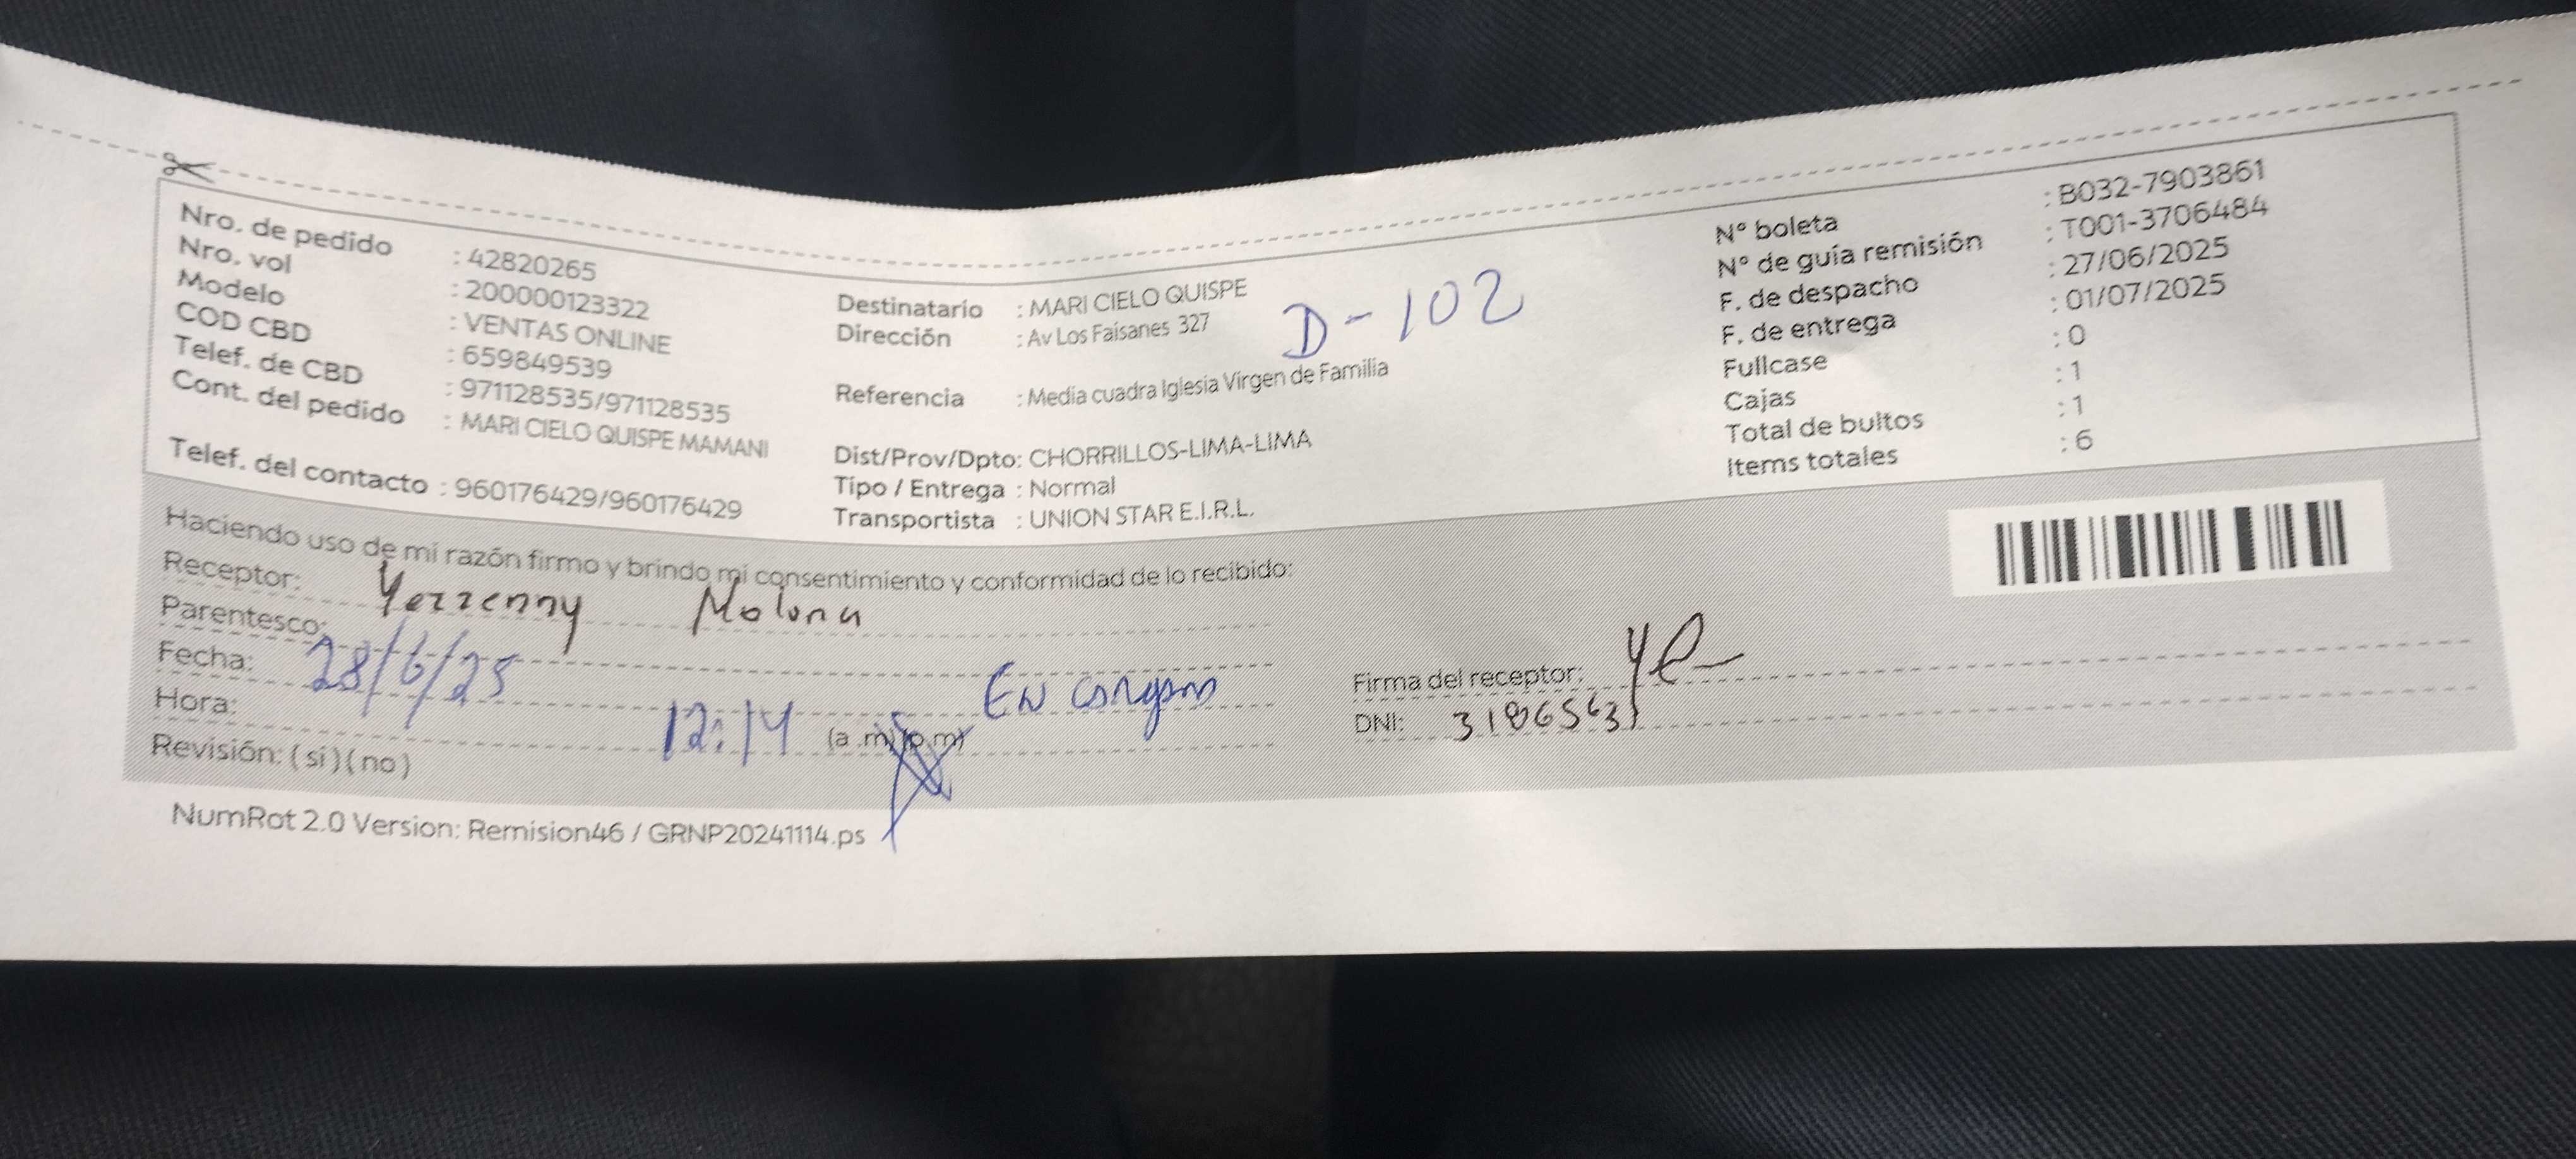 Nro. de pedido : 42820265
Nro. vol : 200000123322
Modelo : VENTAS ONLINE
COD CBD : 659849539
Telef. de CBD : 971128535/971128535
Cont. del pedido : MARI CIELO QUISPE MAMANI
Telef. del contacto : 960176429/960176429
Destinatario : MARI CIELO QUISPE
Dirección : Av Los Faisanes 327
D-102
Referencia : Media cuadra Iglesia Virgen de Familia
Dist/Prov/Dpto: CHORRILLOS-LIMA-LIMA
Tipo / Entrega : Normal
Transportista : UNION STAR E.I.R.L.
N° boleta : B032-7903861
N° de guía remisión : T001-3706484
F. de despacho : 27/06/2025
F. de entrega : 01/07/2025
Fullcase : 0
Cajas : 1
Total de bultos : 1
Items totales : 6
Haciendo uso de mi razón firmo y brindo mi consentimiento y conformidad de lo recibido:
Receptor: Yerzenny Molona
Parentesco:
Fecha: 28/6/25
Hora: 12:14 (a.m) (p.m)
En
Revisión: (si)(no)
Firma del receptor:
DNI:
NumRot 2.0 Version: Remision46 / GRNP20241114.ps